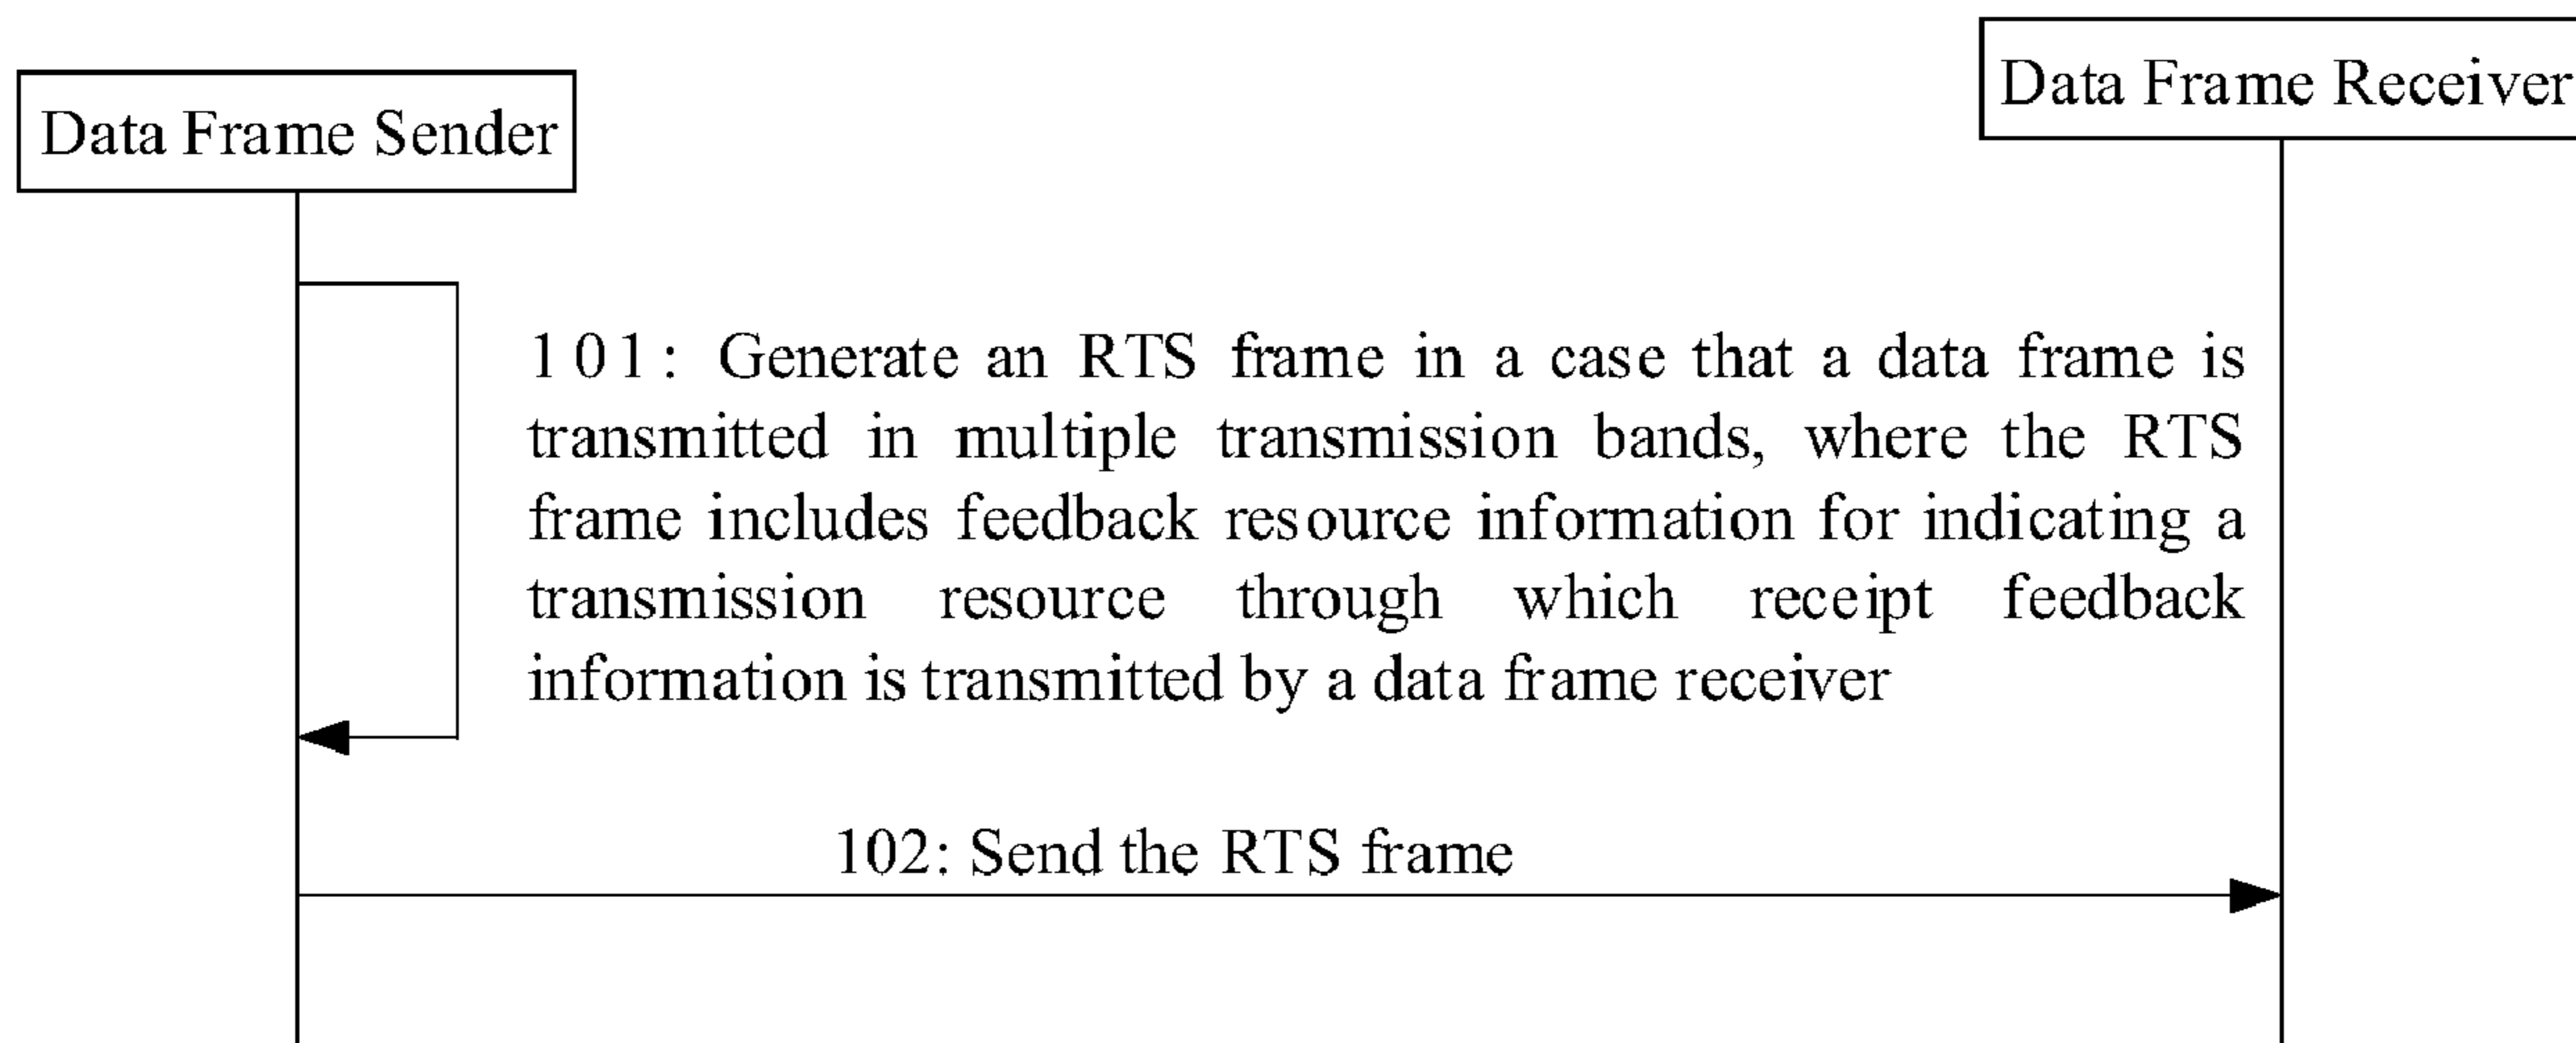 Data Frame Sender
Data Frame Receiver
101: Generate an RTS frame in a case that a data frame is
transmitted in multiple transmission bands, where the RTS
frame includes feedback resource information for indicating a
transmission resource through which receipt feedback
information is transmitted by a data frame receiver
102: Send the RTS frame